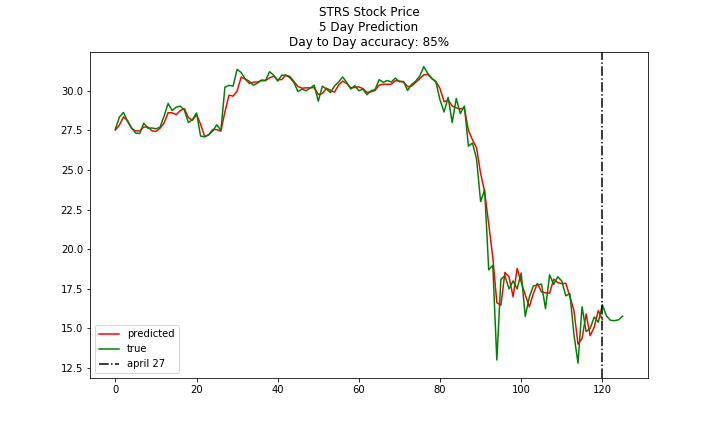 STRS Stock Price
5 Day Prediction
Day to Day accuracy: 85%
30.0
27.5
25.0
22.5
20.0
17.5
15.0
12.5
predicted
true
april 27
0
20
40
60
80
100
120